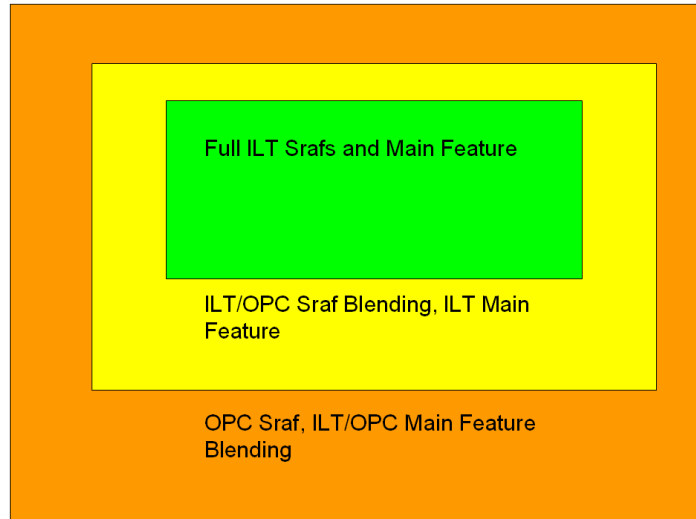 Full ILT Srafs and Main Feature
ILT/OPC Sraf Blending, ILT Main
Feature
OPC Sraf, ILT/OPC Main Feature
Blending